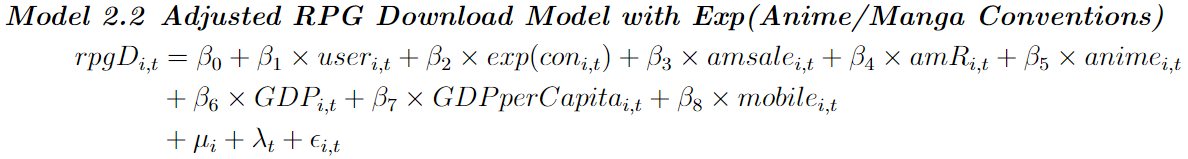 Model 2.2 Adjusted RPG Download Model with Exp(Anime/Manga Conventions)
rpgD_{i,t} = β_0 + β_1 × user_{i,t} + β_2 × exp(con_{i,t}) + β_3 × amsale_{i,t} + β_4 × amR_{i,t} + β_5 × anime_{i,t}
+ β_6 × GDP_{i,t} + β_7 × GDPperCapita_{i,t} + β_8 × mobile_{i,t}
+ μ_i + λ_t + ϵ_{i,t}